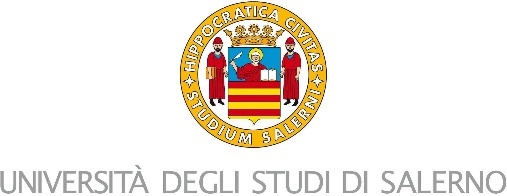 HIPPOCRATICA CIVITAS
STUDIUM SALERNI
UNIVERSITÀ DEGLI STUDI DI SALERNO